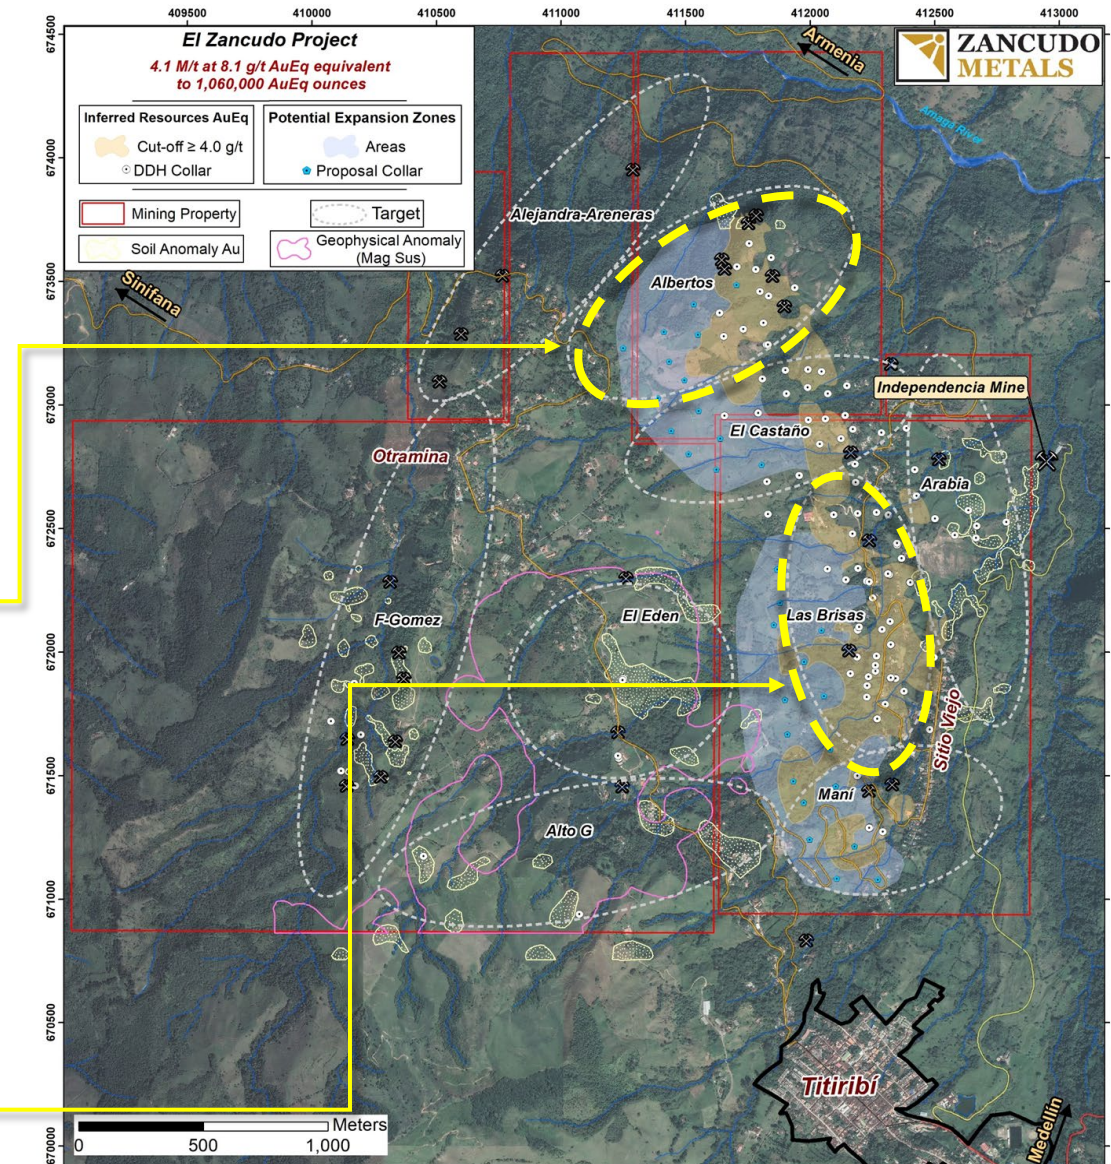 409500 410000 410500 411000 411500 412000 412500 413000
674500
674000
673500
673000
672500
672000
671500
671000
670500
670000
El Zancudo Project
4.1 M/t at 8.1 g/t AuEq equivalent
to 1,060,000 AuEq ounces
Inferred Resources AuEq
Cut-off ≥ 4.0 g/t
DDH Collar
Potential Expansion Zones
Areas
Proposal Collar
Mining Property
Target
Soil Anomaly Au
Geophysical Anomaly
(Mag Sus)
ZANCUDO
METALS
Armenia
Amaga River
Sinifana
Alejandra-Areneras
Albertos
Independencia Mine
El Castaño
Otramina
Arabia
F-Gomez
El Eden
Las Brisas
Sitio Viejo
Maní
Alto G
Titiribí
Medellin
Meters
0 500 1,000